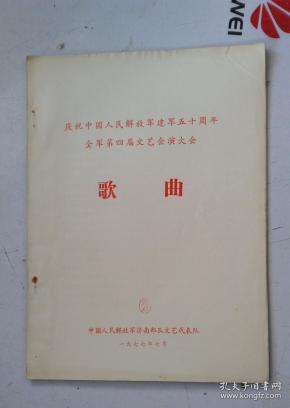 庆祝中国人民解放军建军五十周年
全军第四届文艺会演大会
歌曲
中国人民解放军济南部队文艺代表队
一九七七年七月
孔夫子旧书网